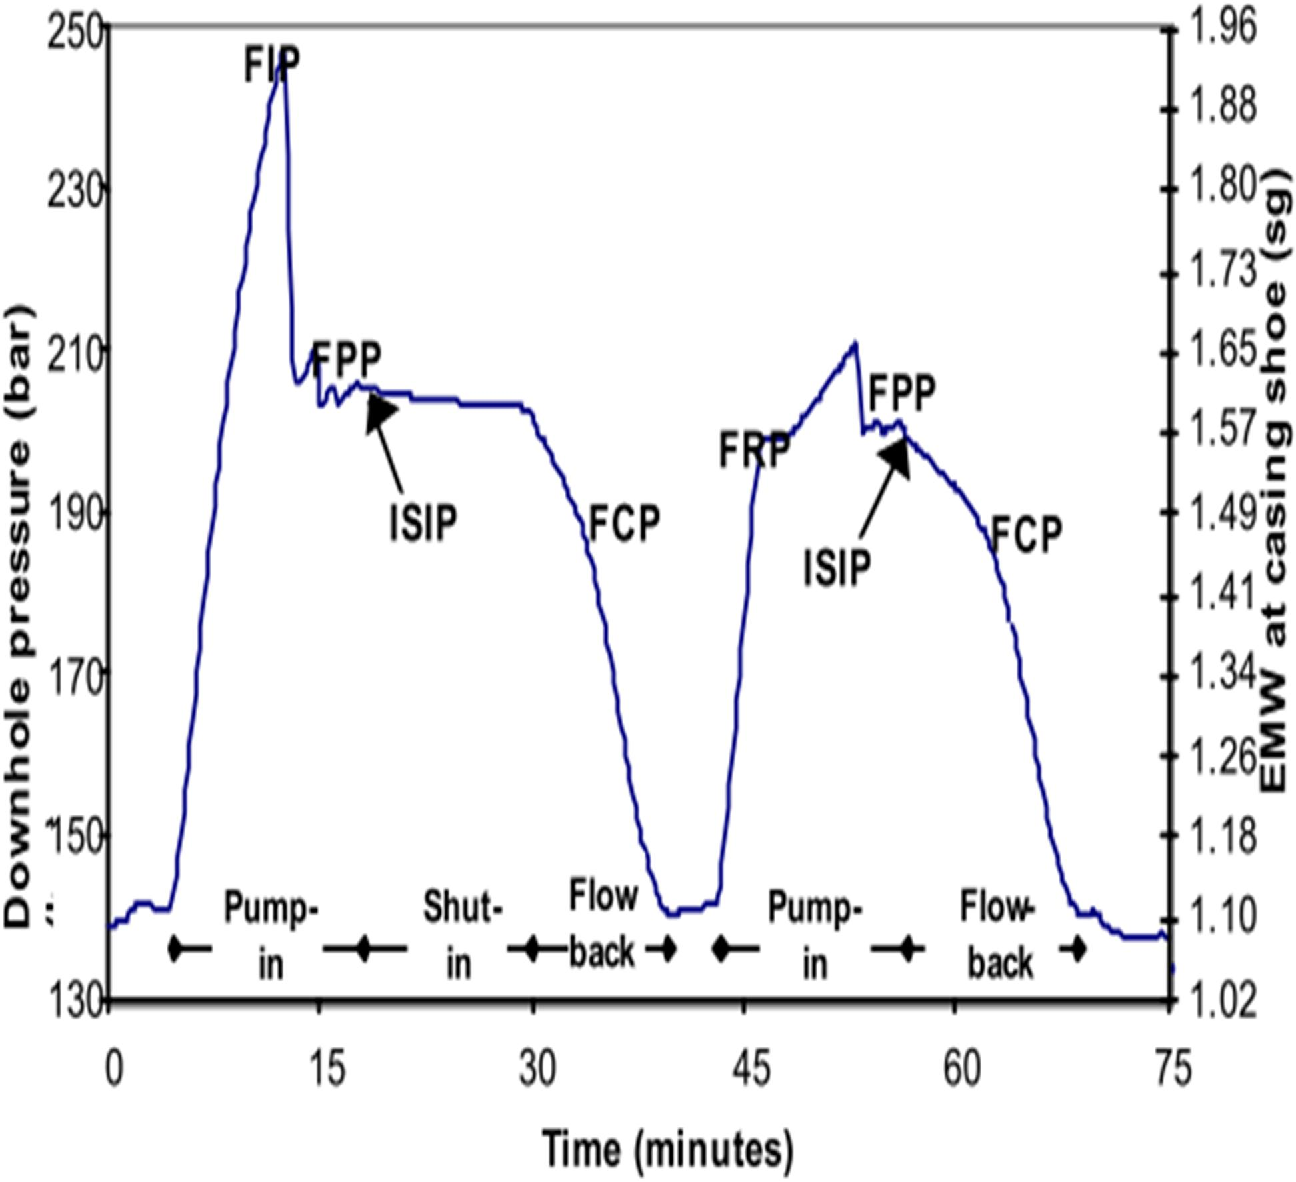 Downhole pressure (bar)
250
230
210
190
170
150
130
FIP
FPP
ISIP
FCP
FRP
FPP
ISIP
FCP
Pump-
in
Shut-
in
Flow
back
Pump-
in
Flow-
back
0
15
30
45
60
75
Time (minutes)
1.96
1.88
1.80
1.73
1.65
1.57
1.49
1.41
1.34
1.26
1.18
1.10
1.02
EMW at casing shoe (sg)